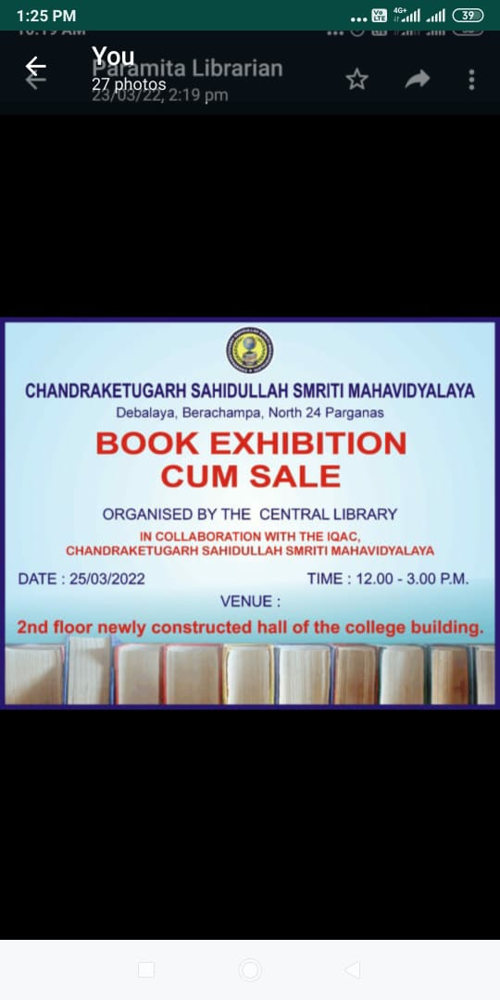 1:25 PM
Vo LTE 4G+ 39
You
Paramita Librarian
27 photos
23/03/22, 2:19 pm
CHANDRAKETUGARH SAHIDULLAH SMRITI MAHAVIDYALAYA
Debalaya, Berachampa, North 24 Parganas
BOOK EXHIBITION
CUM SALE
ORGANISED BY THE CENTRAL LIBRARY
IN COLLABORATION WITH THE IQAC,
CHANDRAKETUGARH SAHIDULLAH SMRITI MAHAVIDYALAYA
DATE : 25/03/2022 TIME : 12.00 - 3.00 P.M.
VENUE :
2nd floor newly constructed hall of the college building.